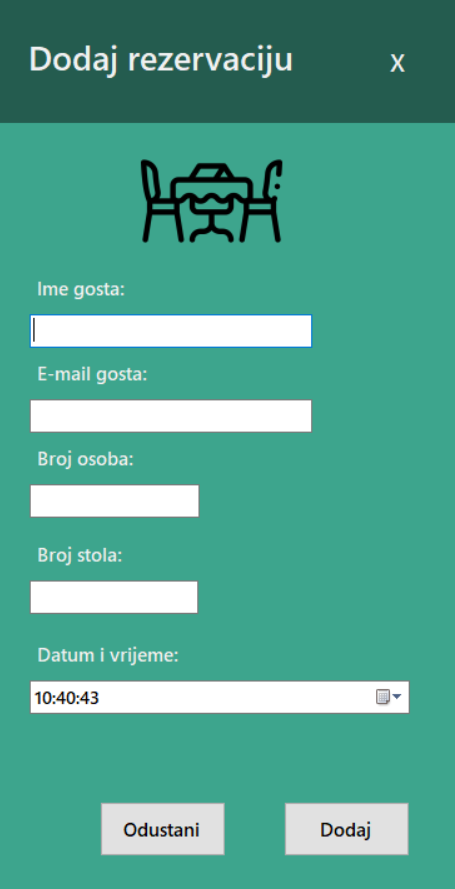 Dodaj rezervaciju
x
Ime gosta:
E-mail gosta:
Broj osoba:
Broj stola:
Datum i vrijeme:
10:40:43
Odustani
Dodaj